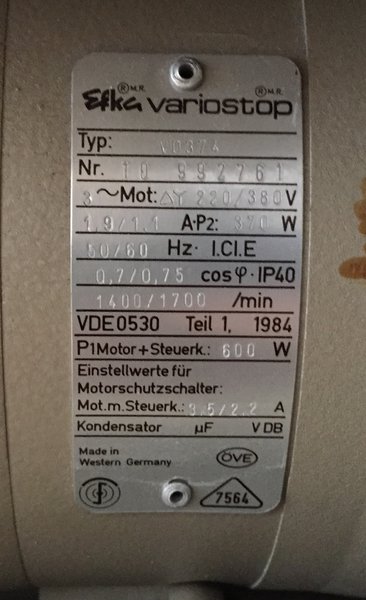 ®M.R. ®M.R.
Efka variostop
Typ: VD374
Nr. 10 992761
3~Mot: △Y 220/380 V
1,9/1,1 A·P2: 370 W
50/60 Hz· I.Cl.E
0,7/0,75 cosφ·IP40
1400/1700 /min
VDE0530 Teil 1, 1984
P1Motor+Steuerk.: 600 W
Einstellwerte für
Motorschutzschalter:
Mot.m.Steuerk.: 3,5/2,2 A
Kondensator µF V DB
Made in
Western Germany
ÖVE
7564